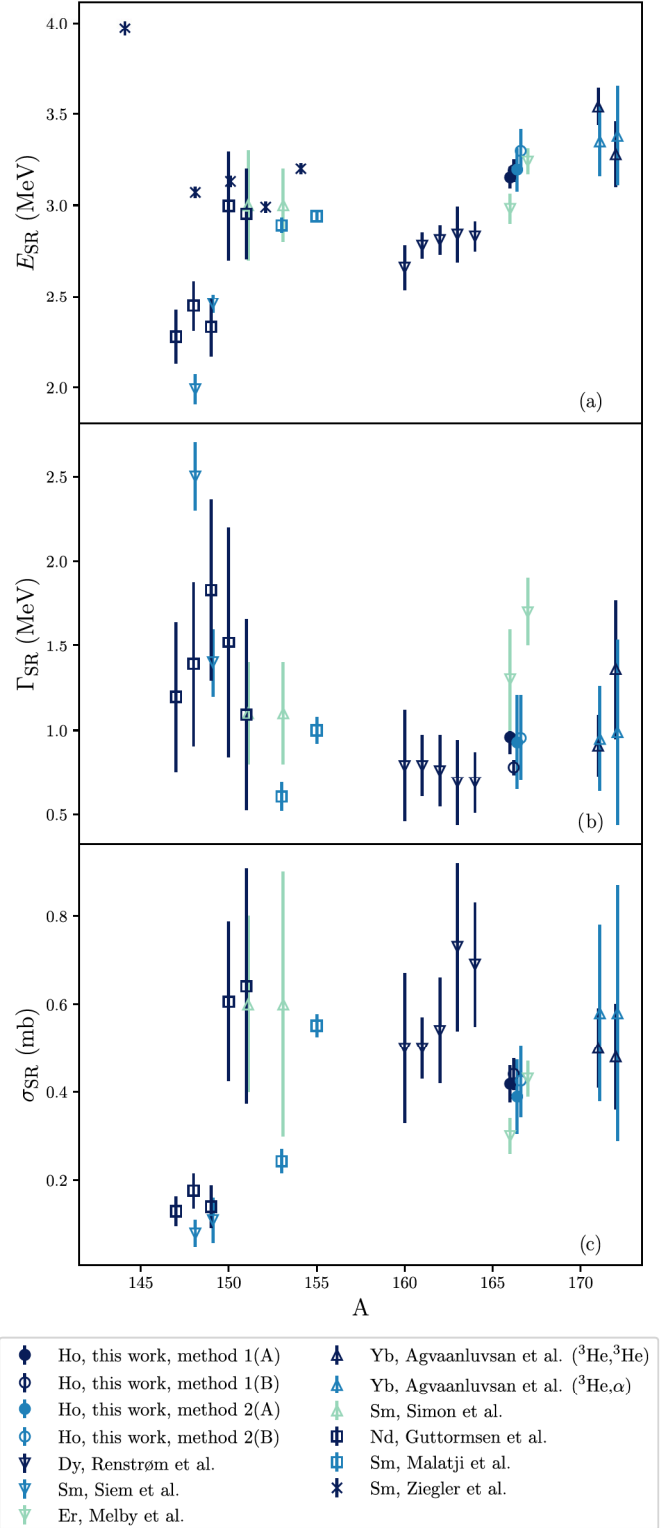 4.0
3.5
3.0
2.5
2.0
E_SR (MeV)
(a)
2.5
2.0
1.5
1.0
0.5
Γ_SR (MeV)
(b)
0.8
0.6
0.4
0.2
σ_SR (mb)
(c)
145 150 155 160 165 170
A
Ho, this work, method 1(A)
Ho, this work, method 1(B)
Ho, this work, method 2(A)
Ho, this work, method 2(B)
Dy, Renstrøm et al.
Sm, Siem et al.
Er, Melby et al.
Yb, Agvaanluvsan et al. (³He,³He)
Yb, Agvaanluvsan et al. (³He,α)
Sm, Simon et al.
Nd, Guttormsen et al.
Sm, Malatji et al.
Sm, Ziegler et al.